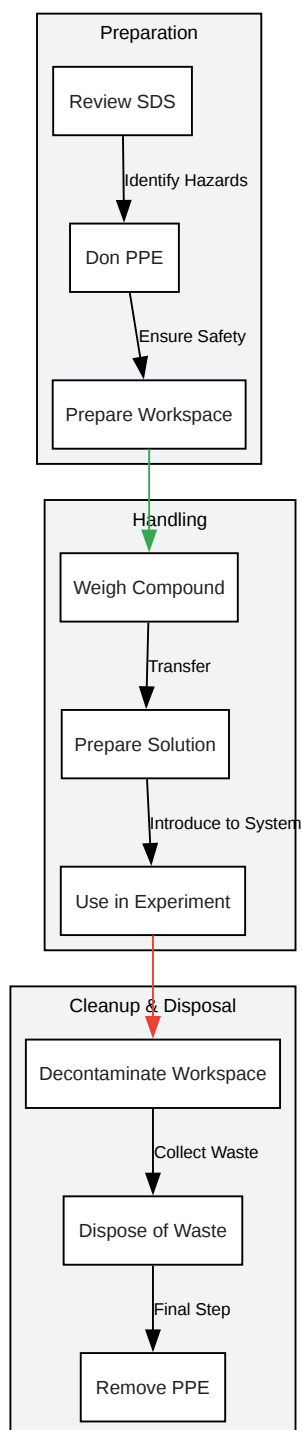 Preparation
Review SDS
Identify Hazards
Don PPE
Ensure Safety
Prepare Workspace
Handling
Weigh Compound
Transfer
Prepare Solution
Introduce to System
Use in Experiment
Cleanup & Disposal
Decontaminate Workspace
Collect Waste
Dispose of Waste
Final Step
Remove PPE